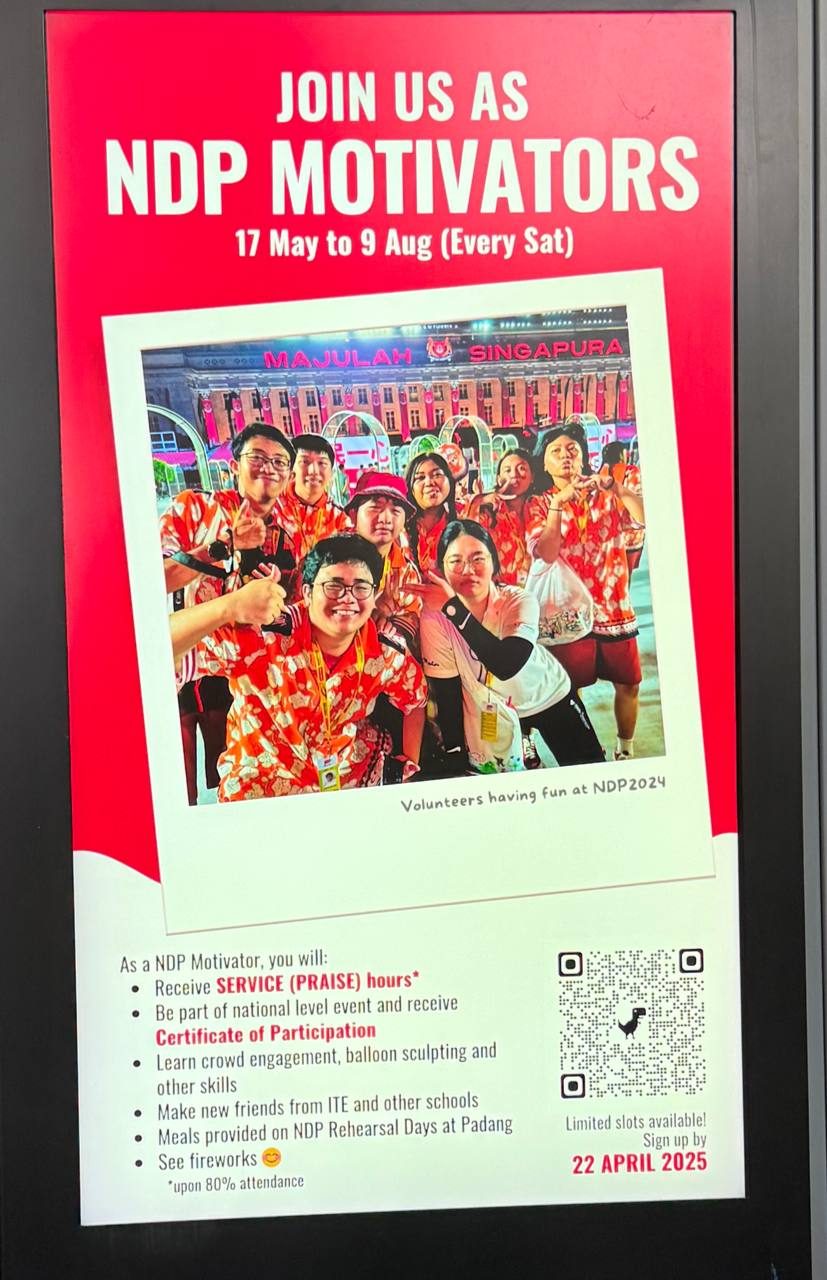 JOIN US AS
NDP MOTIVATORS
17 May to 9 Aug (Every Sat)
MAJULAH SINGAPURA
民一心
Volunteers having fun at NDP2024
As a NDP Motivator, you will:
• Receive SERVICE (PRAISE) hours*
• Be part of national level event and receive
Certificate of Participation
• Learn crowd engagement, balloon sculpting and
other skills
• Make new friends from ITE and other schools
• Meals provided on NDP Rehearsal Days at Padang
• See fireworks 😊
*upon 80% attendance
Limited slots available!
Sign up by
22 APRIL 2025